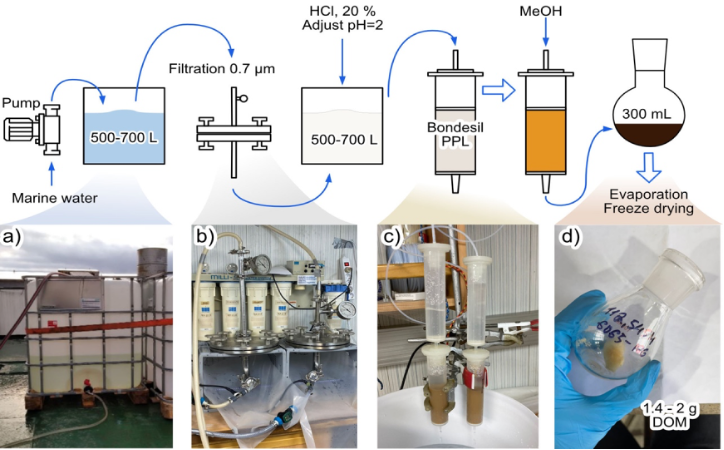 HCl, 20 %
Adjust pH=2
MeOH
Filtration 0.7 μm
Pump
500-700 L
500-700 L
Bondesil
PPL
300 mL
Marine water
Evaporation
Freeze drying
a)
b)
c)
d)
MILLI
1.4 - 2 g
DOM